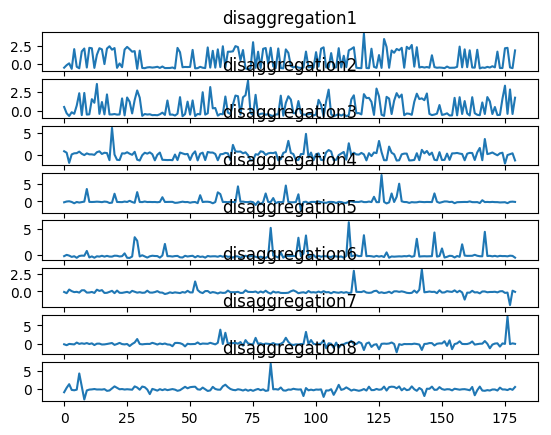 disaggregation1
2.5
0.0
disaggregation2
2.5
0.0
disaggregation3
5
0
disaggregation4
5
0
disaggregation5
5
0
disaggregation6
2.5
0.0
disaggregation7
5
0
disaggregation8
5
0
0 25 50 75 100 125 150 175